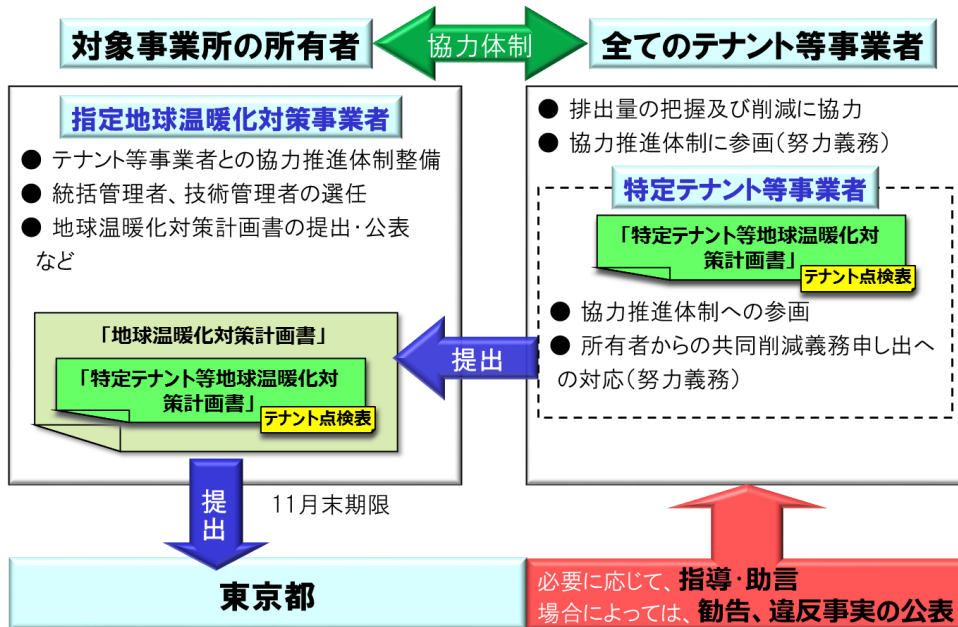 対象事業所の所有者
協力体制
全てのテナント等事業者
指定地球温暖化対策事業者
● テナント等事業者との協力推進体制整備
● 統括管理者、技術管理者の選任
● 地球温暖化対策計画書の提出・公表
など
「地球温暖化対策計画書」
「特定テナント等地球温暖化対
策計画書」
テナント点検表
● 排出量の把握及び削減に協力
● 協力推進体制に参画(努力義務)
特定テナント等事業者
「特定テナント等地球温暖化対
策計画書」
テナント点検表
● 協力推進体制への参画
● 所有者からの共同削減義務申し出へ
の対応(努力義務)
提出
提
出
11月末期限
東京都
必要に応じて、指導・助言
場合によっては、勧告、違反事実の公表